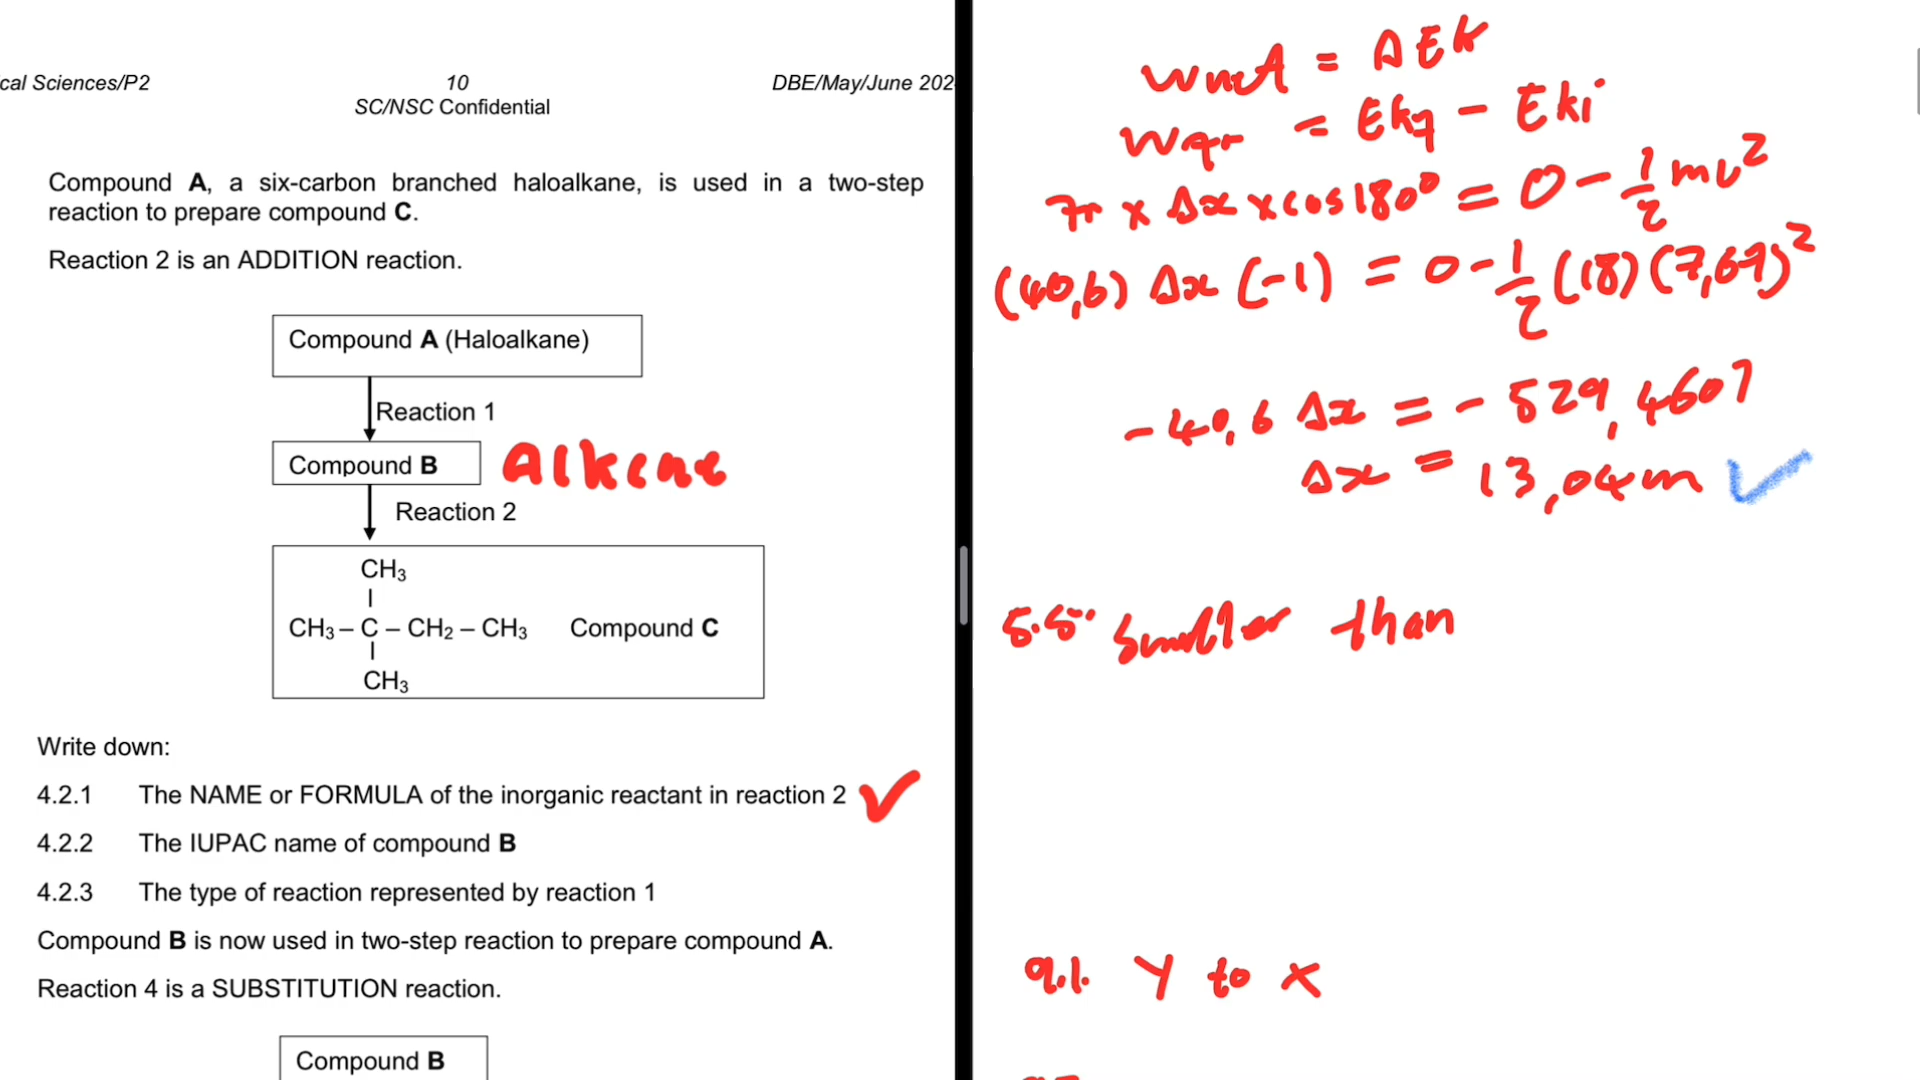 cal Sciences/P2 10 DBE/May/June 202
SC/NSC Confidential
Compound A, a six-carbon branched haloalkane, is used in a two-step
reaction to prepare compound C.
Reaction 2 is an ADDITION reaction.
Compound A (Haloalkane)
Reaction 1
Compound B Alkene
Reaction 2
CH₃
|
CH₃ – C – CH₂ – CH₃ Compound C
|
CH₃
Write down:
4.2.1 The NAME or FORMULA of the inorganic reactant in reaction 2 ✓
4.2.2 The IUPAC name of compound B
4.2.3 The type of reaction represented by reaction 1
Compound B is now used in two-step reaction to prepare compound A.
Reaction 4 is a SUBSTITUTION reaction.
Compound B
= ΔEk
= Ekf - Eki
x Δx x cos180° = 0 - 1/2 mv²
(40,6) Δx (-1) = 0 - 1/2 (18)(7,67)²
- 40,6 Δx = - 529,4607
Δx = 13,04m ✓
5.5. Smaller than
9.1. Y to X